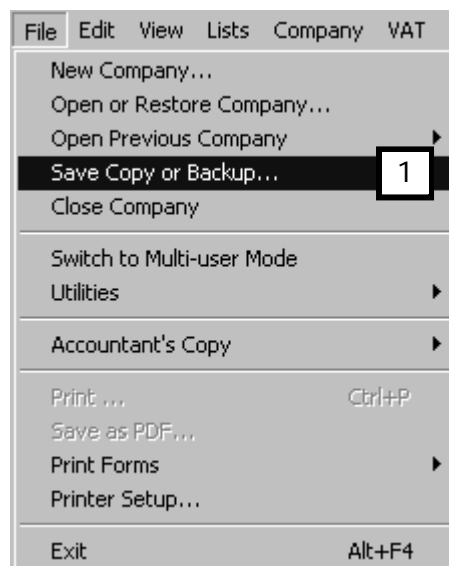 File Edit View Lists Company VAT
New Company...
Open or Restore Company...
Open Previous Company
Save Copy or Backup... 1
Close Company
Switch to Multi-user Mode
Utilities
Accountant's Copy
Print ... Ctrl+P
Save as PDF...
Print Forms
Printer Setup...
Exit Alt+F4